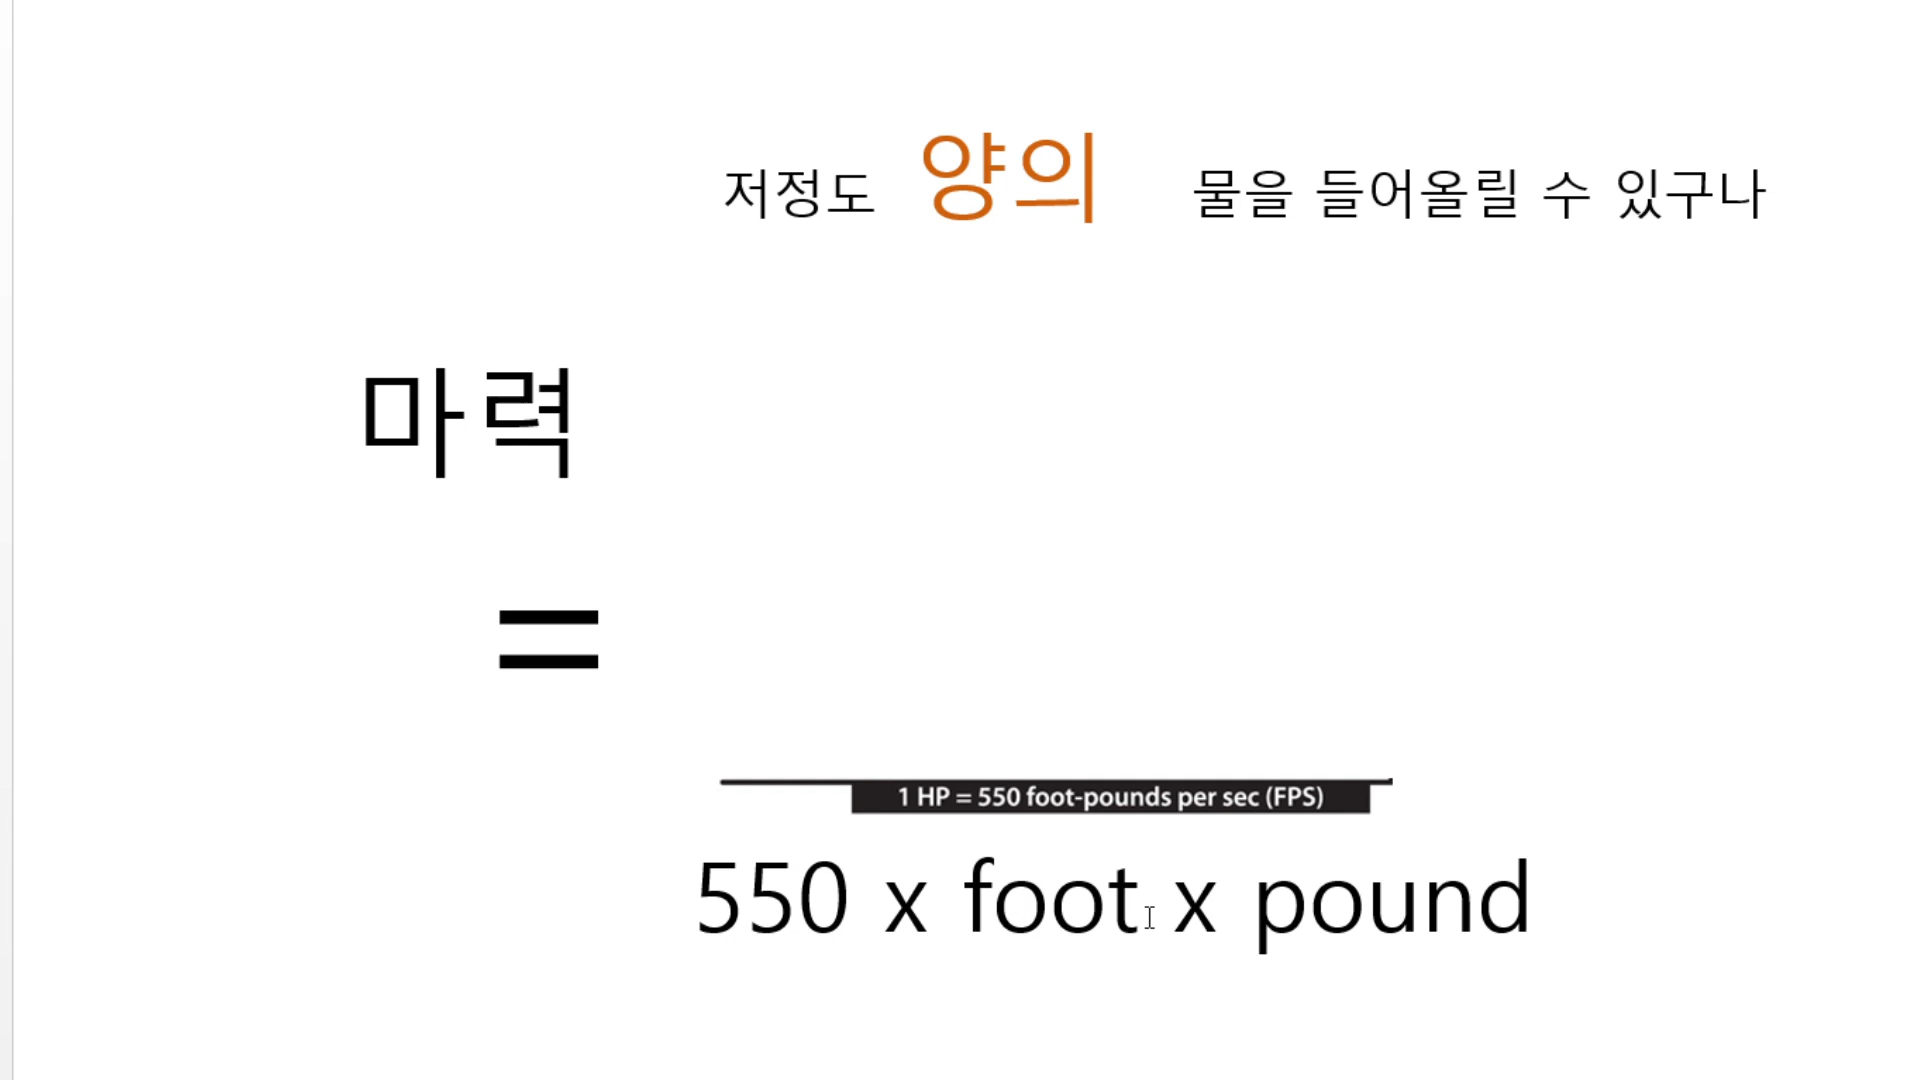 저정도 양의 물을 들어올릴 수 있구나
마력
=
1 HP = 550 foot-pounds per sec (FPS)
550 x foot x pound